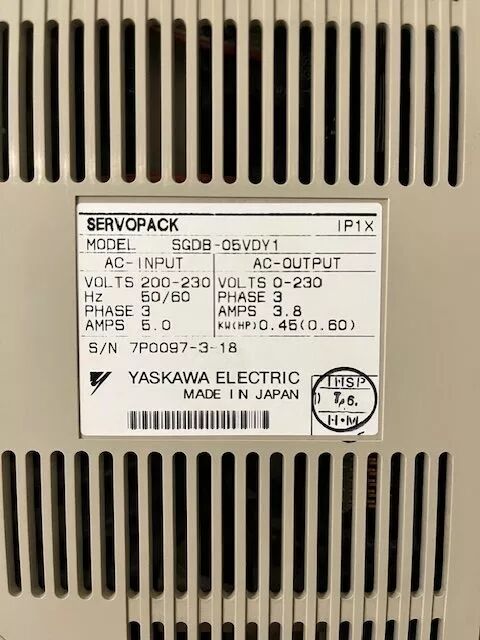 SERVOPACK IP1X
MODEL SGDB-05VDY1
AC-INPUT AC-OUTPUT
VOLTS 200-230 VOLTS 0-230
Hz 50/60 PHASE 3
PHASE 3 AMPS 3.8
AMPS 5.0 KW(HP) 0.45(0.60)
S/N 7P0097-3-18
YASKAWA ELECTRIC
MADE IN JAPAN
INSP
H·M